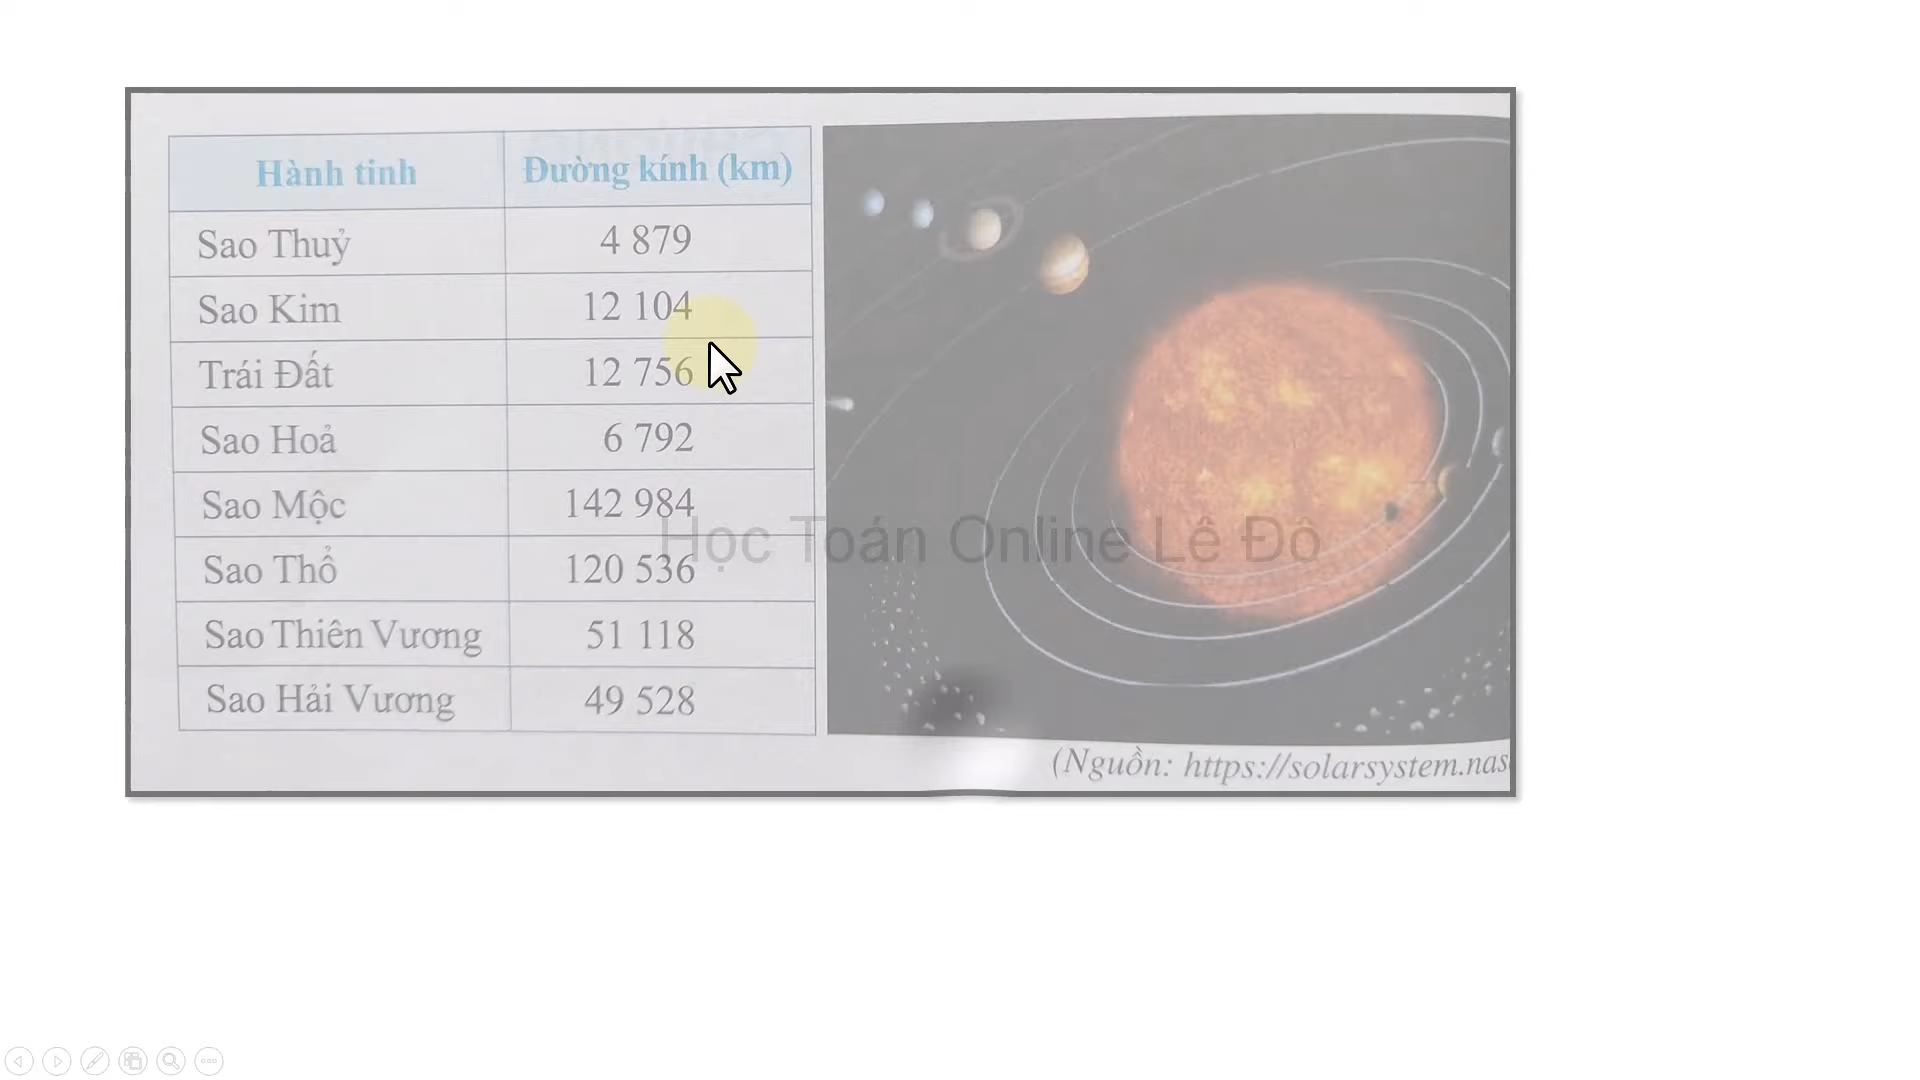 Hành tinh Đường kính (km)
Sao Thuỷ 4 879
Sao Kim 12 104
Trái Đất 12 756
Sao Hoả 6 792
Sao Mộc 142 984
Sao Thổ 120 536
Sao Thiên Vương 51 118
Sao Hải Vương 49 528
Học Toán Online Lê Đô
(Nguồn: https://solarsystem.nas